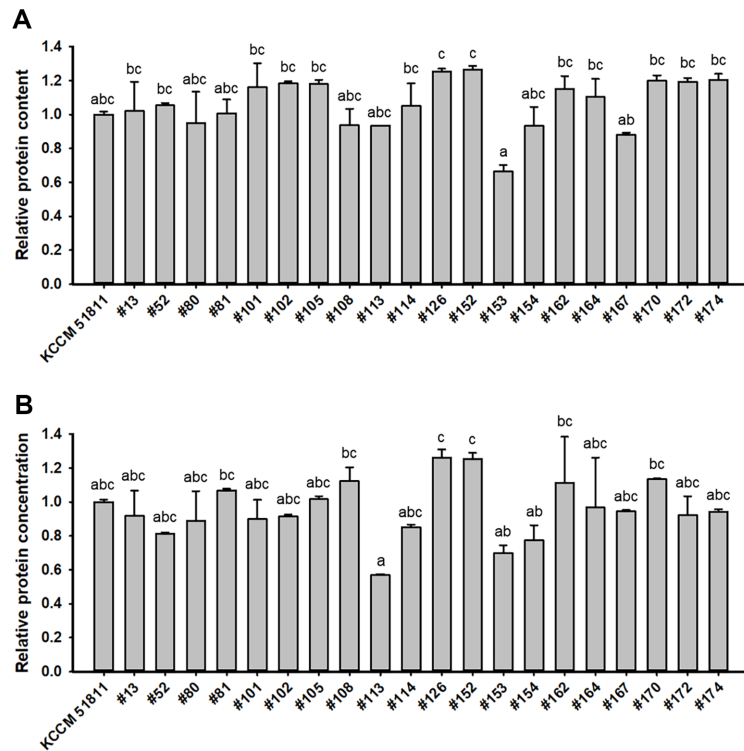 A
Relative protein content
1.4
1.2
1.0
0.8
0.6
0.4
0.2
0.0
abc
bc
bc
abc
abc
bc
bc
bc
abc
abc
bc
c
c
a
abc
bc
bc
ab
bc
bc
bc
KCCM 51811
#13
#52
#80
#81
#101
#102
#105
#108
#113
#114
#126
#152
#153
#154
#162
#164
#167
#170
#172
#174
B
Relative protein concentration
1.4
1.2
1.0
0.8
0.6
0.4
0.2
0.0
abc
abc
abc
abc
bc
abc
abc
abc
bc
a
abc
c
c
ab
ab
bc
abc
abc
bc
abc
abc
KCCM 51811
#13
#52
#80
#81
#101
#102
#105
#108
#113
#114
#126
#152
#153
#154
#162
#164
#167
#170
#172
#174